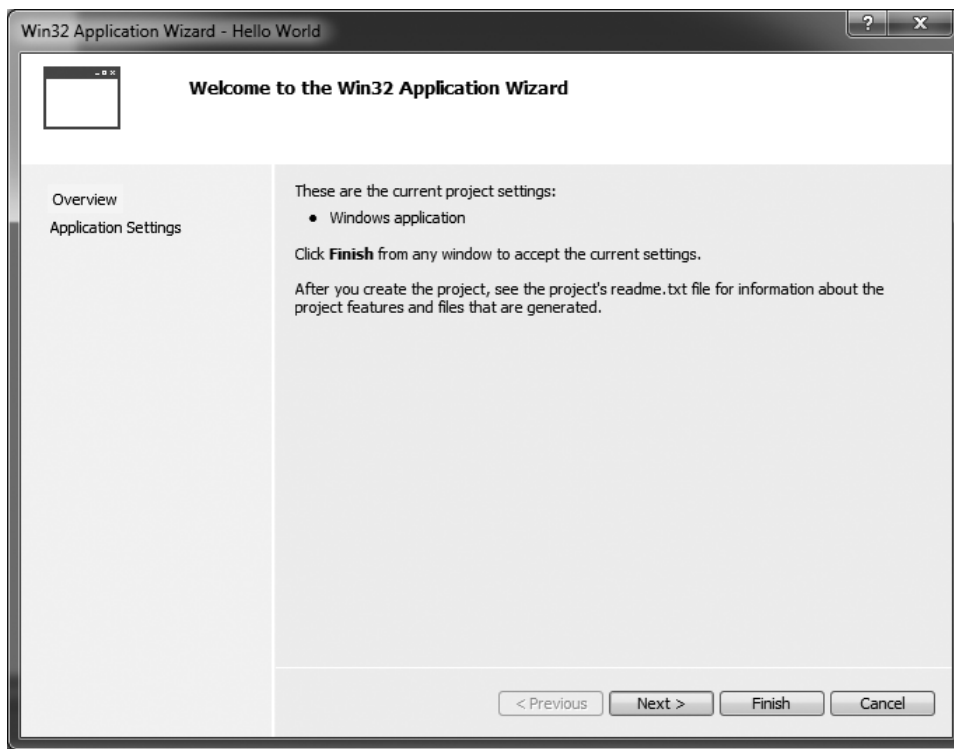 Win32 Application Wizard - Hello World
? X
Welcome to the Win32 Application Wizard
Overview
Application Settings
These are the current project settings:
• Windows application
Click Finish from any window to accept the current settings.
After you create the project, see the project's readme.txt file for information about the
project features and files that are generated.
< Previous Next > Finish Cancel